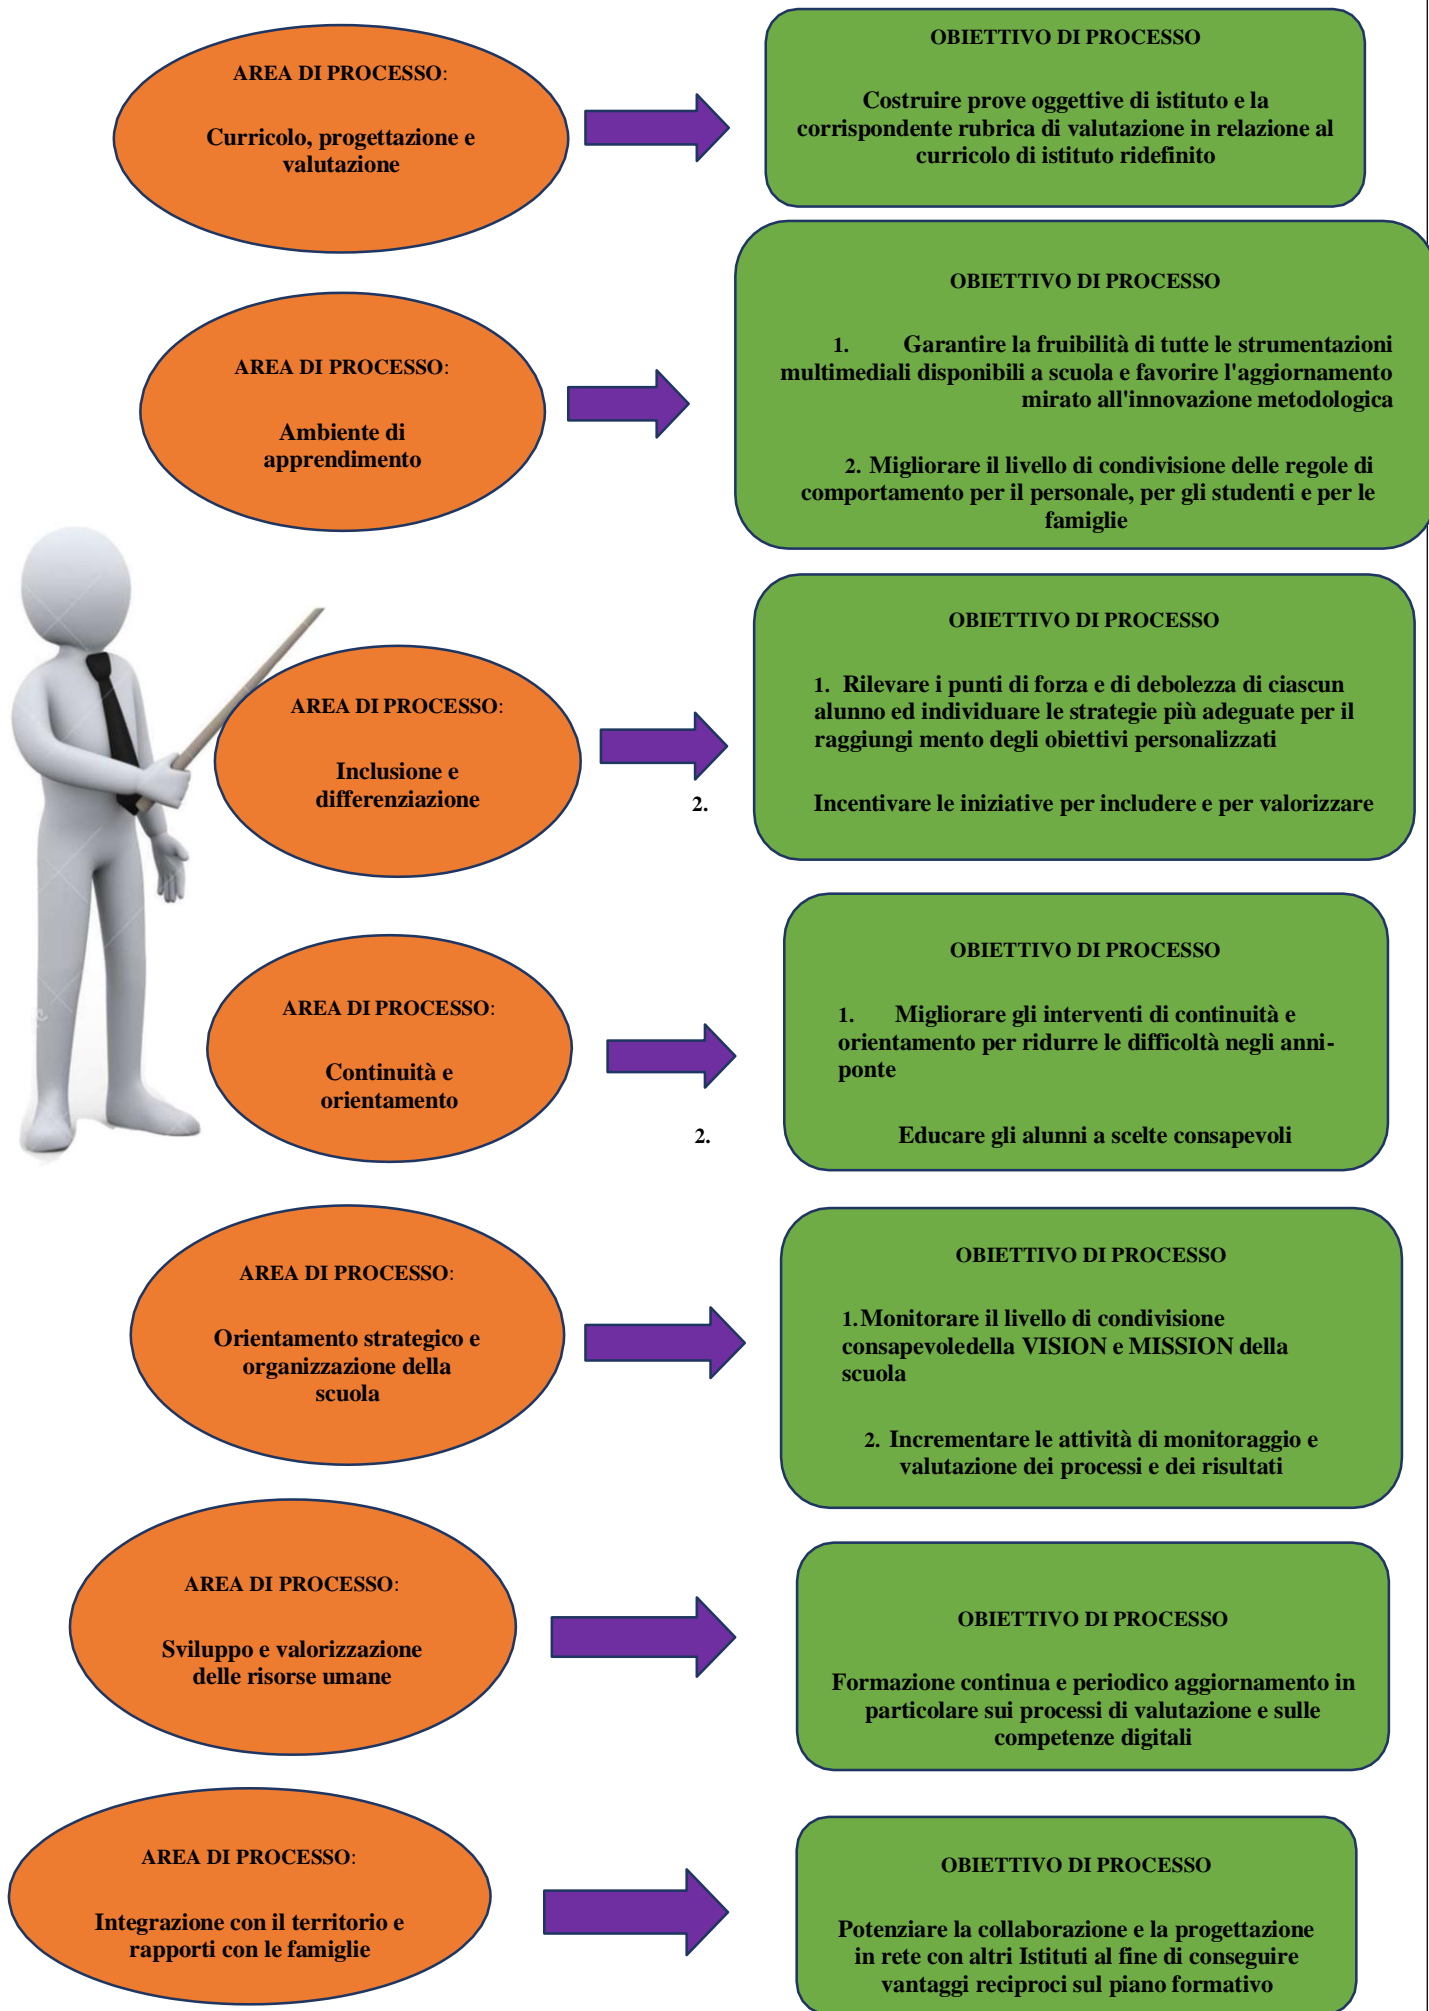 AREA DI PROCESSO:
Curricolo, progettazione e
valutazione
OBIETTIVO DI PROCESSO
Costruire prove oggettive di istituto e la
corrispondente rubrica di valutazione in relazione al
curricolo di istituto ridefinito
AREA DI PROCESSO:
Ambiente di
apprendimento
OBIETTIVO DI PROCESSO
1. Garantire la fruibilità di tutte le strumentazioni
multimediali disponibili a scuola e favorire l'aggiornamento
mirato all'innovazione metodologica
2. Migliorare il livello di condivisione delle regole di
comportamento per il personale, per gli studenti e per le
famiglie
AREA DI PROCESSO:
Inclusione e
differenziazione
OBIETTIVO DI PROCESSO
1. Rilevare i punti di forza e di debolezza di ciascun
alunno ed individuare le strategie più adeguate per il
raggiungi mento degli obiettivi personalizzati
2. Incentivare le iniziative per includere e per valorizzare
AREA DI PROCESSO:
Continuità e
orientamento
OBIETTIVO DI PROCESSO
1. Migliorare gli interventi di continuità e
orientamento per ridurre le difficoltà negli anni-
ponte
2. Educare gli alunni a scelte consapevoli
AREA DI PROCESSO:
Orientamento strategico e
organizzazione della
scuola
OBIETTIVO DI PROCESSO
1.Monitorare il livello di condivisione
consapevoledella VISION e MISSION della
scuola
2. Incrementare le attività di monitoraggio e
valutazione dei processi e dei risultati
AREA DI PROCESSO:
Sviluppo e valorizzazione
delle risorse umane
OBIETTIVO DI PROCESSO
Formazione continua e periodico aggiornamento in
particolare sui processi di valutazione e sulle
competenze digitali
AREA DI PROCESSO:
Integrazione con il territorio e
rapporti con le famiglie
OBIETTIVO DI PROCESSO
Potenziare la collaborazione e la progettazione
in rete con altri Istituti al fine di conseguire
vantaggi reciproci sul piano formativo